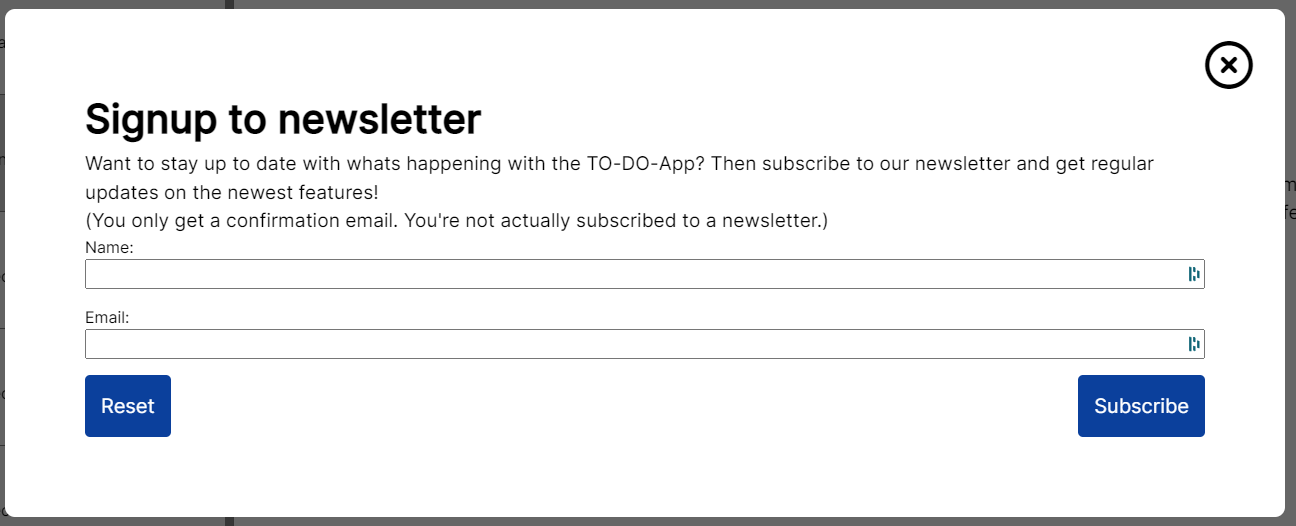 Signup to newsletter
Want to stay up to date with whats happening with the TO-DO-App? Then subscribe to our newsletter and get regular
updates on the newest features!
(You only get a confirmation email. You're not actually subscribed to a newsletter.)
Name:
Email:
Reset
Subscribe